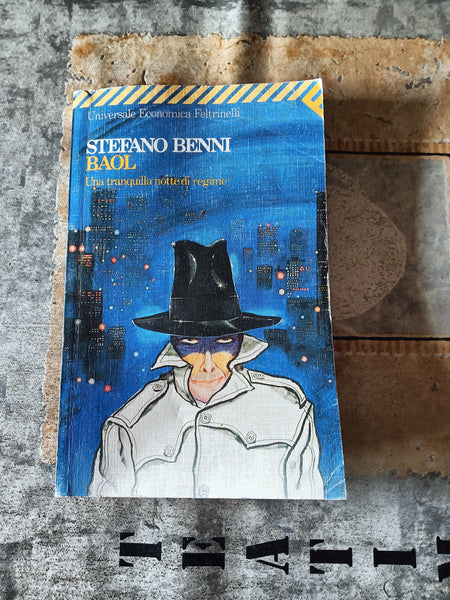 Universale Economica Feltrinelli
STEFANO BENNI
BAOL
Una tranquilla notte di regime